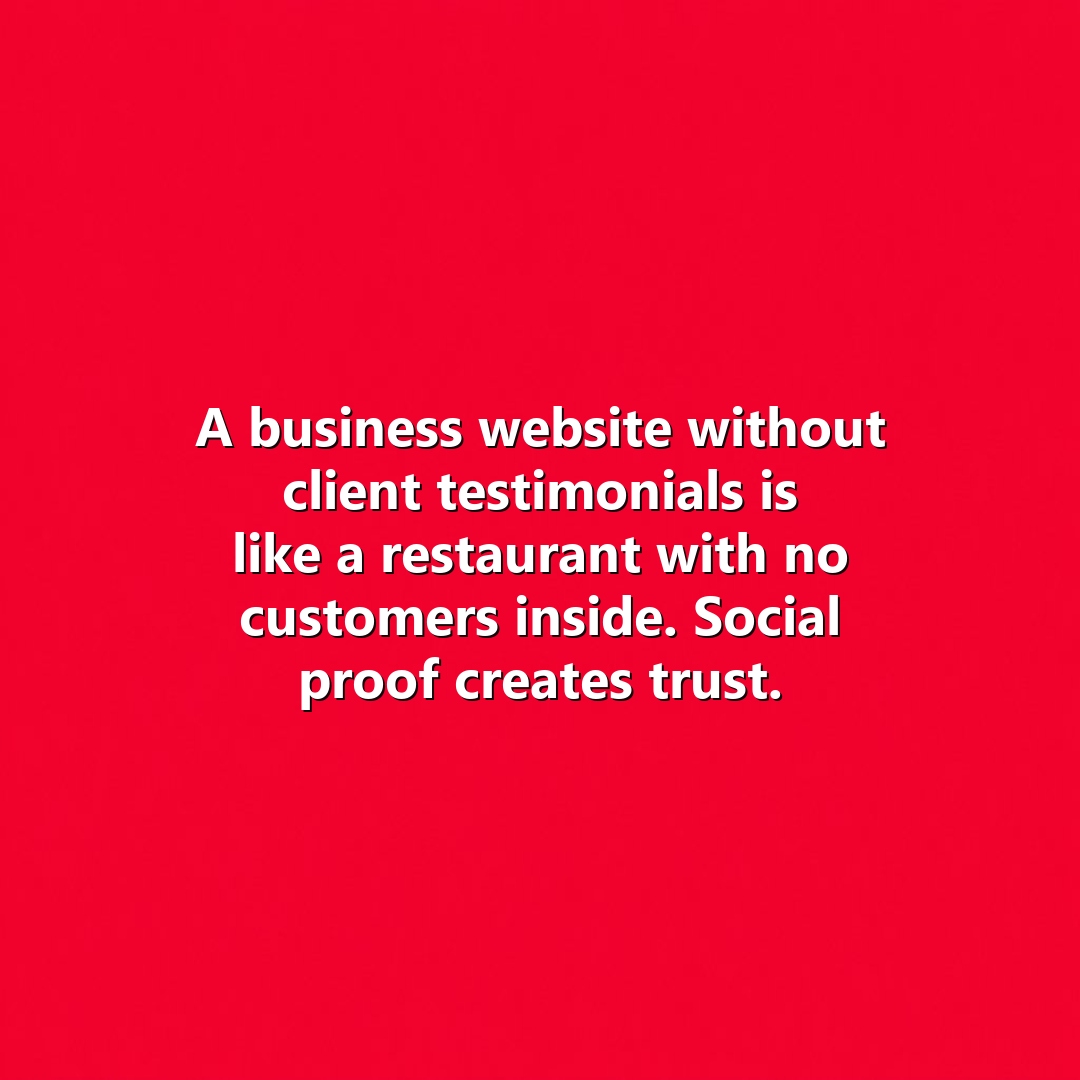 A business website without
client testimonials is
like a restaurant with no
customers inside. Social
proof creates trust.